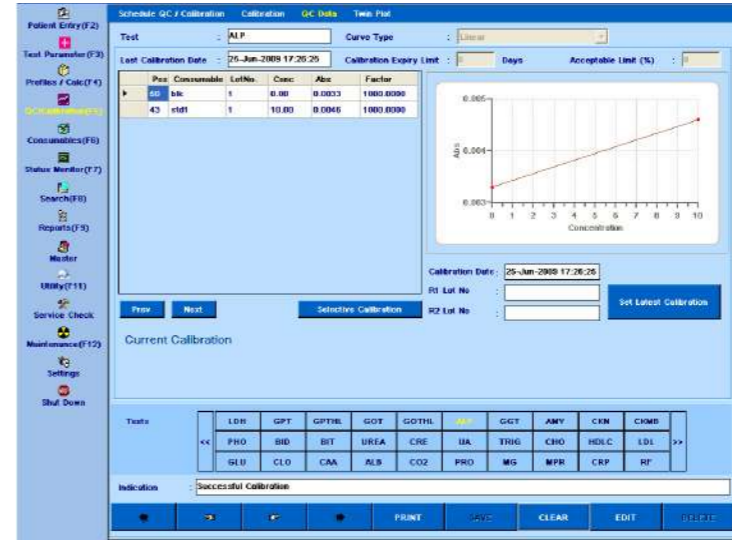 Schedule QC / Calibration Calibration QC Data Twin Plot
Patient Entry(F2)
Test Parameter(F3)
Profiles / Calc(F4)
Consumables(F6)
Status Monitor(F7)
Search(F8)
Reports(F9)
Master
Utility(F11)
Service Check
Maintenance(F12)
Settings
Shut Down
Test : ALP Curve Type : Linear
Last Calibration Date : 25-Jun-2009 17:26:25 Calibration Expiry Limit : 0 Days Acceptable Limit (%) : 0
Pos Consumable LotNo. Conc Abs Factor
50 blk 1 0.00 0.0033 1000.0000
43 std1 1 10.00 0.0046 1000.0000
0.005
0.004
0.003
Abs
0 1 2 3 4 5 6 7 8 9 10
Concentration
Calibration Date : 25-Jun-2009 17:26:25
R1 Lot No :
R2 Lot No :
Set Latest Calibration
Prev Next Selective Calibration
Current Calibration
Tests
LDH GPT GPTHL GOT GOTHL ALP GGT AMY CKN CKMB
<< PHO BID BIT UREA CRE UA TRIG CHO HDLC LDL >>
GLU CLO CAA ALB CO2 PRO MG MPR CRP RF
Indication : Successful Calibration
PRINT SAVE CLEAR EDIT DELETE